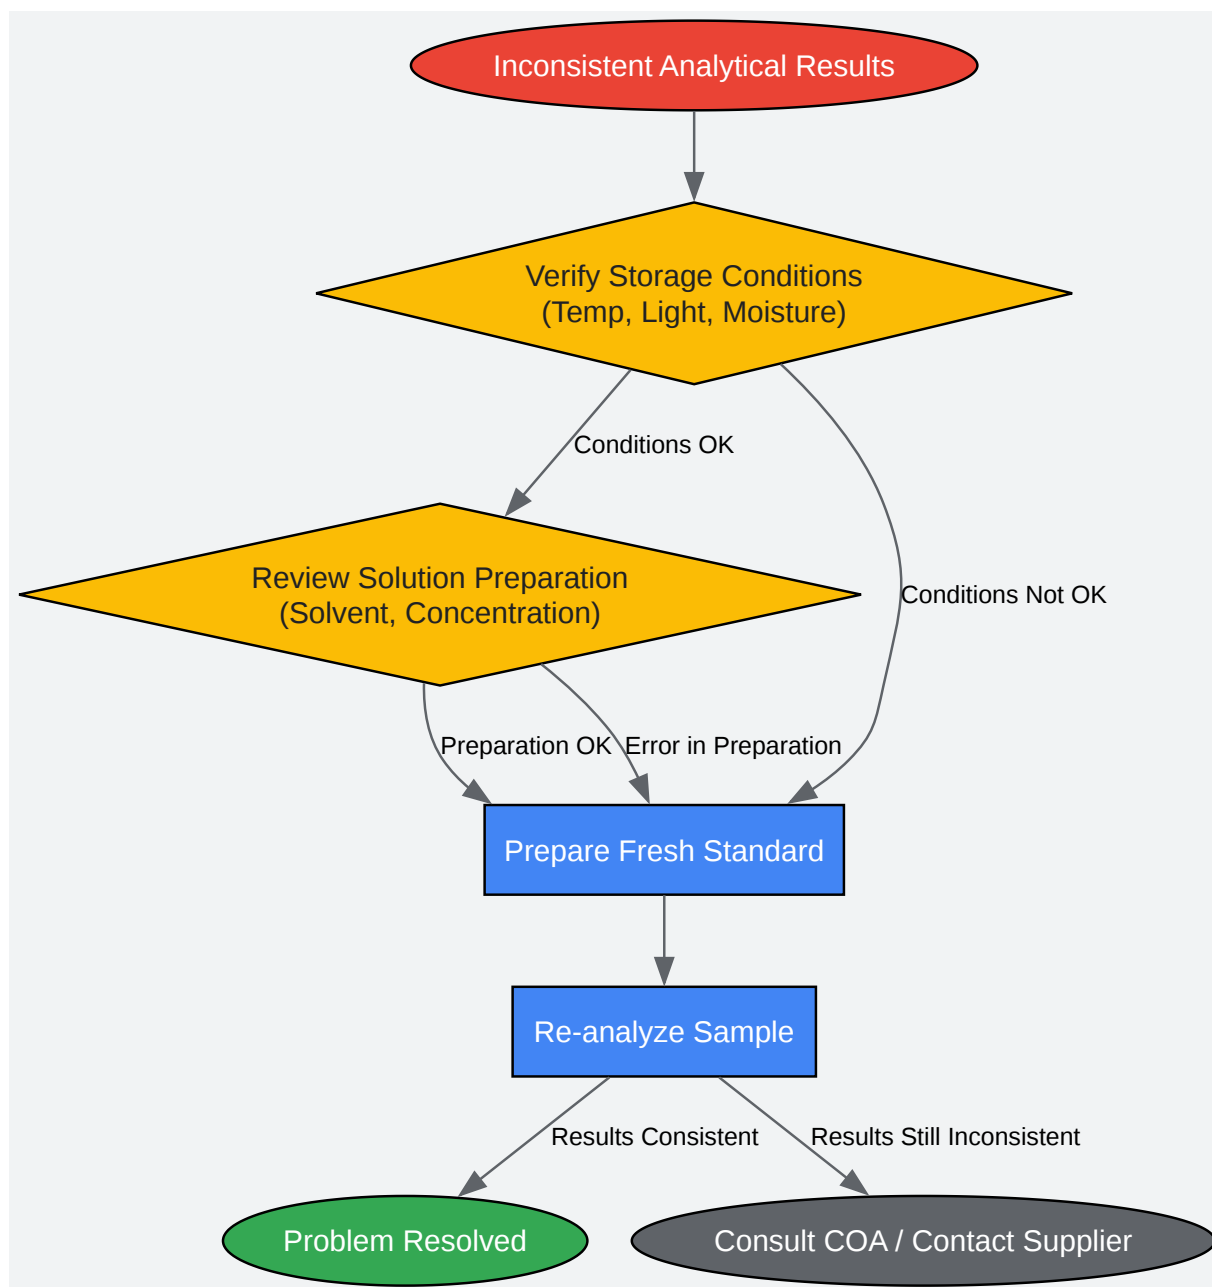 Inconsistent Analytical Results
Verify Storage Conditions
(Temp, Light, Moisture)
Conditions OK
Review Solution Preparation
(Solvent, Concentration)
Conditions Not OK
Preparation OK
Error in Preparation
Prepare Fresh Standard
Re-analyze Sample
Results Consistent
Results Still Inconsistent
Problem Resolved
Consult COA / Contact Supplier